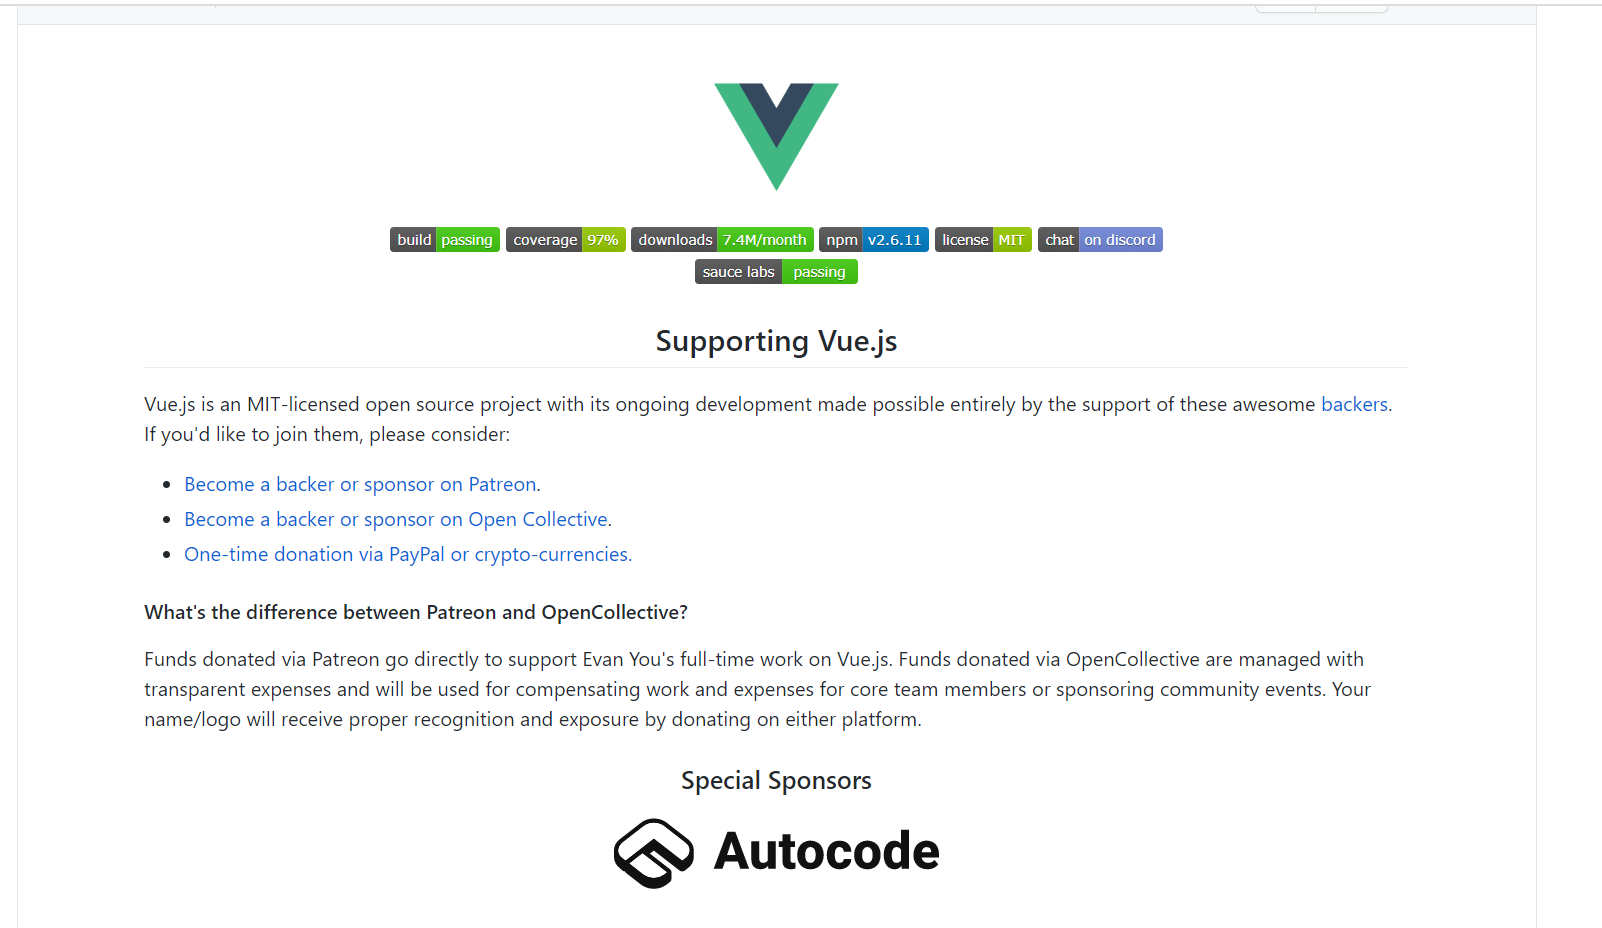 build passing coverage 97% downloads 7.4M/month npm v2.6.11 license MIT chat on discord
sauce labs passing
Supporting Vue.js
Vue.js is an MIT-licensed open source project with its ongoing development made possible entirely by the support of these awesome backers.
If you'd like to join them, please consider:
• Become a backer or sponsor on Patreon.
• Become a backer or sponsor on Open Collective.
• One-time donation via PayPal or crypto-currencies.
What's the difference between Patreon and OpenCollective?
Funds donated via Patreon go directly to support Evan You's full-time work on Vue.js. Funds donated via OpenCollective are managed with
transparent expenses and will be used for compensating work and expenses for core team members or sponsoring community events. Your
name/logo will receive proper recognition and exposure by donating on either platform.
Special Sponsors
Autocode